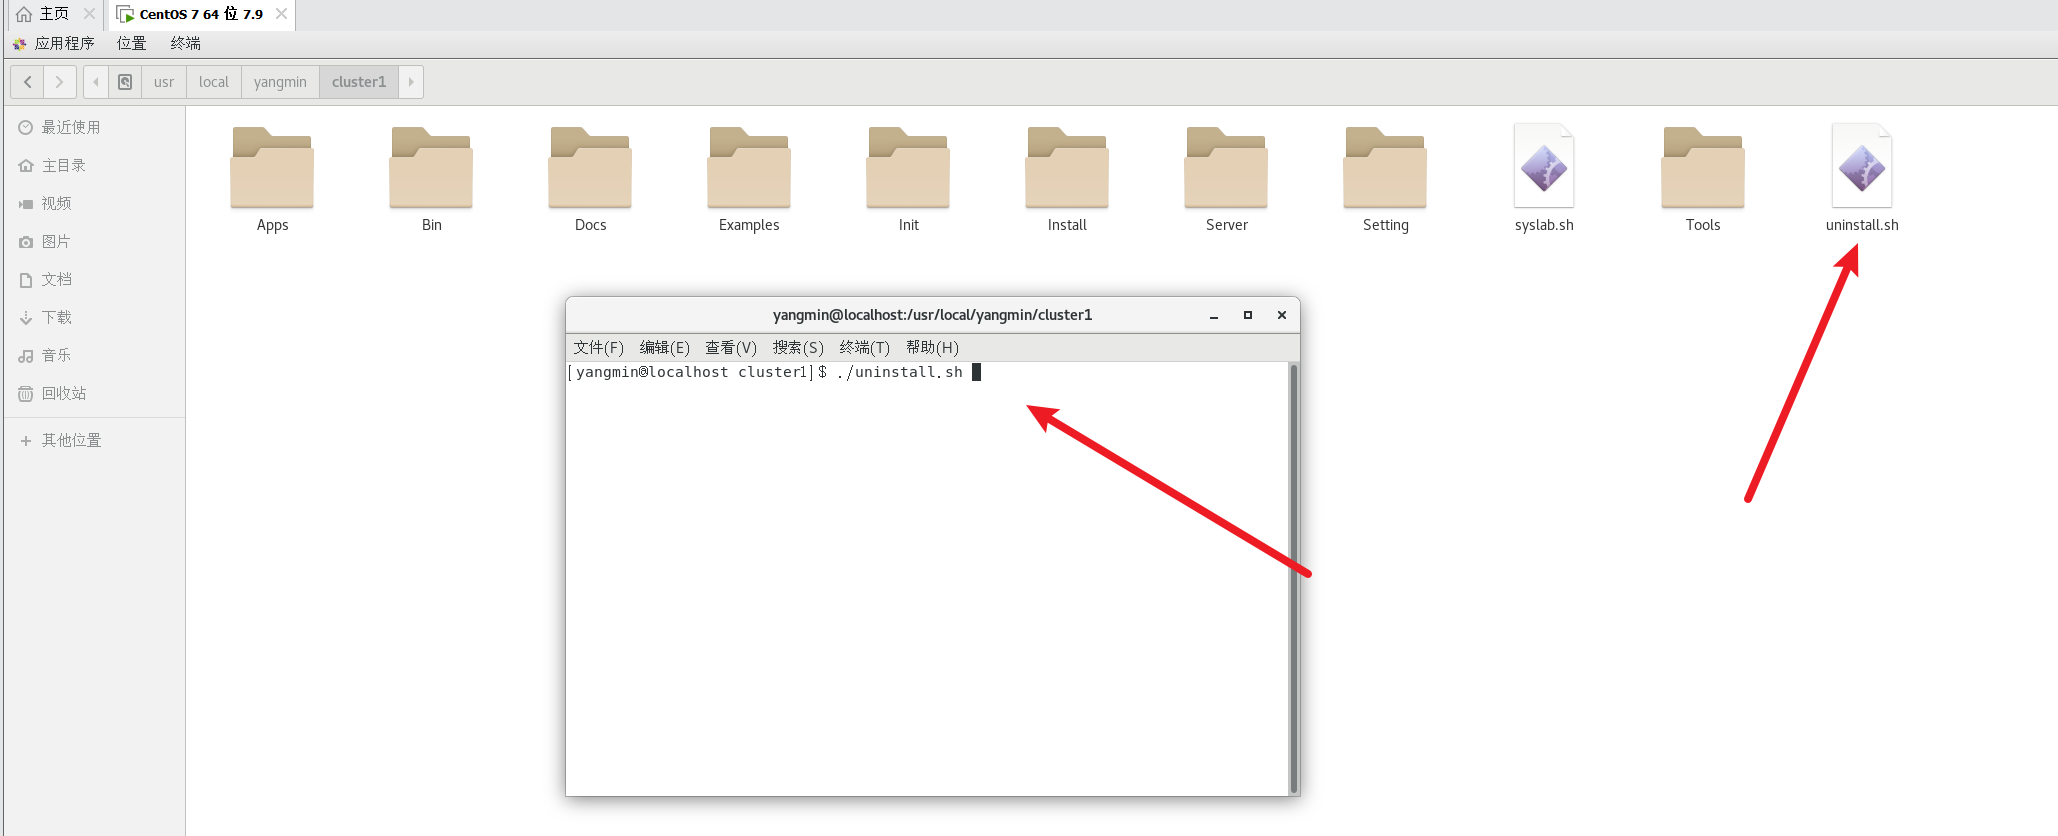 主页 CentOS 7 64 位 7.9
应用程序 位置 终端
usr local yangmin cluster1
最近使用
主目录
视频
图片
文档
下载
音乐
回收站
其他位置
Apps Bin Docs Examples Init Install Server Setting syslab.sh Tools uninstall.sh
yangmin@localhost:/usr/local/yangmin/cluster1
文件(F) 编辑(E) 查看(V) 搜索(S) 终端(T) 帮助(H)
[yangmin@localhost cluster1]$ ./uninstall.sh